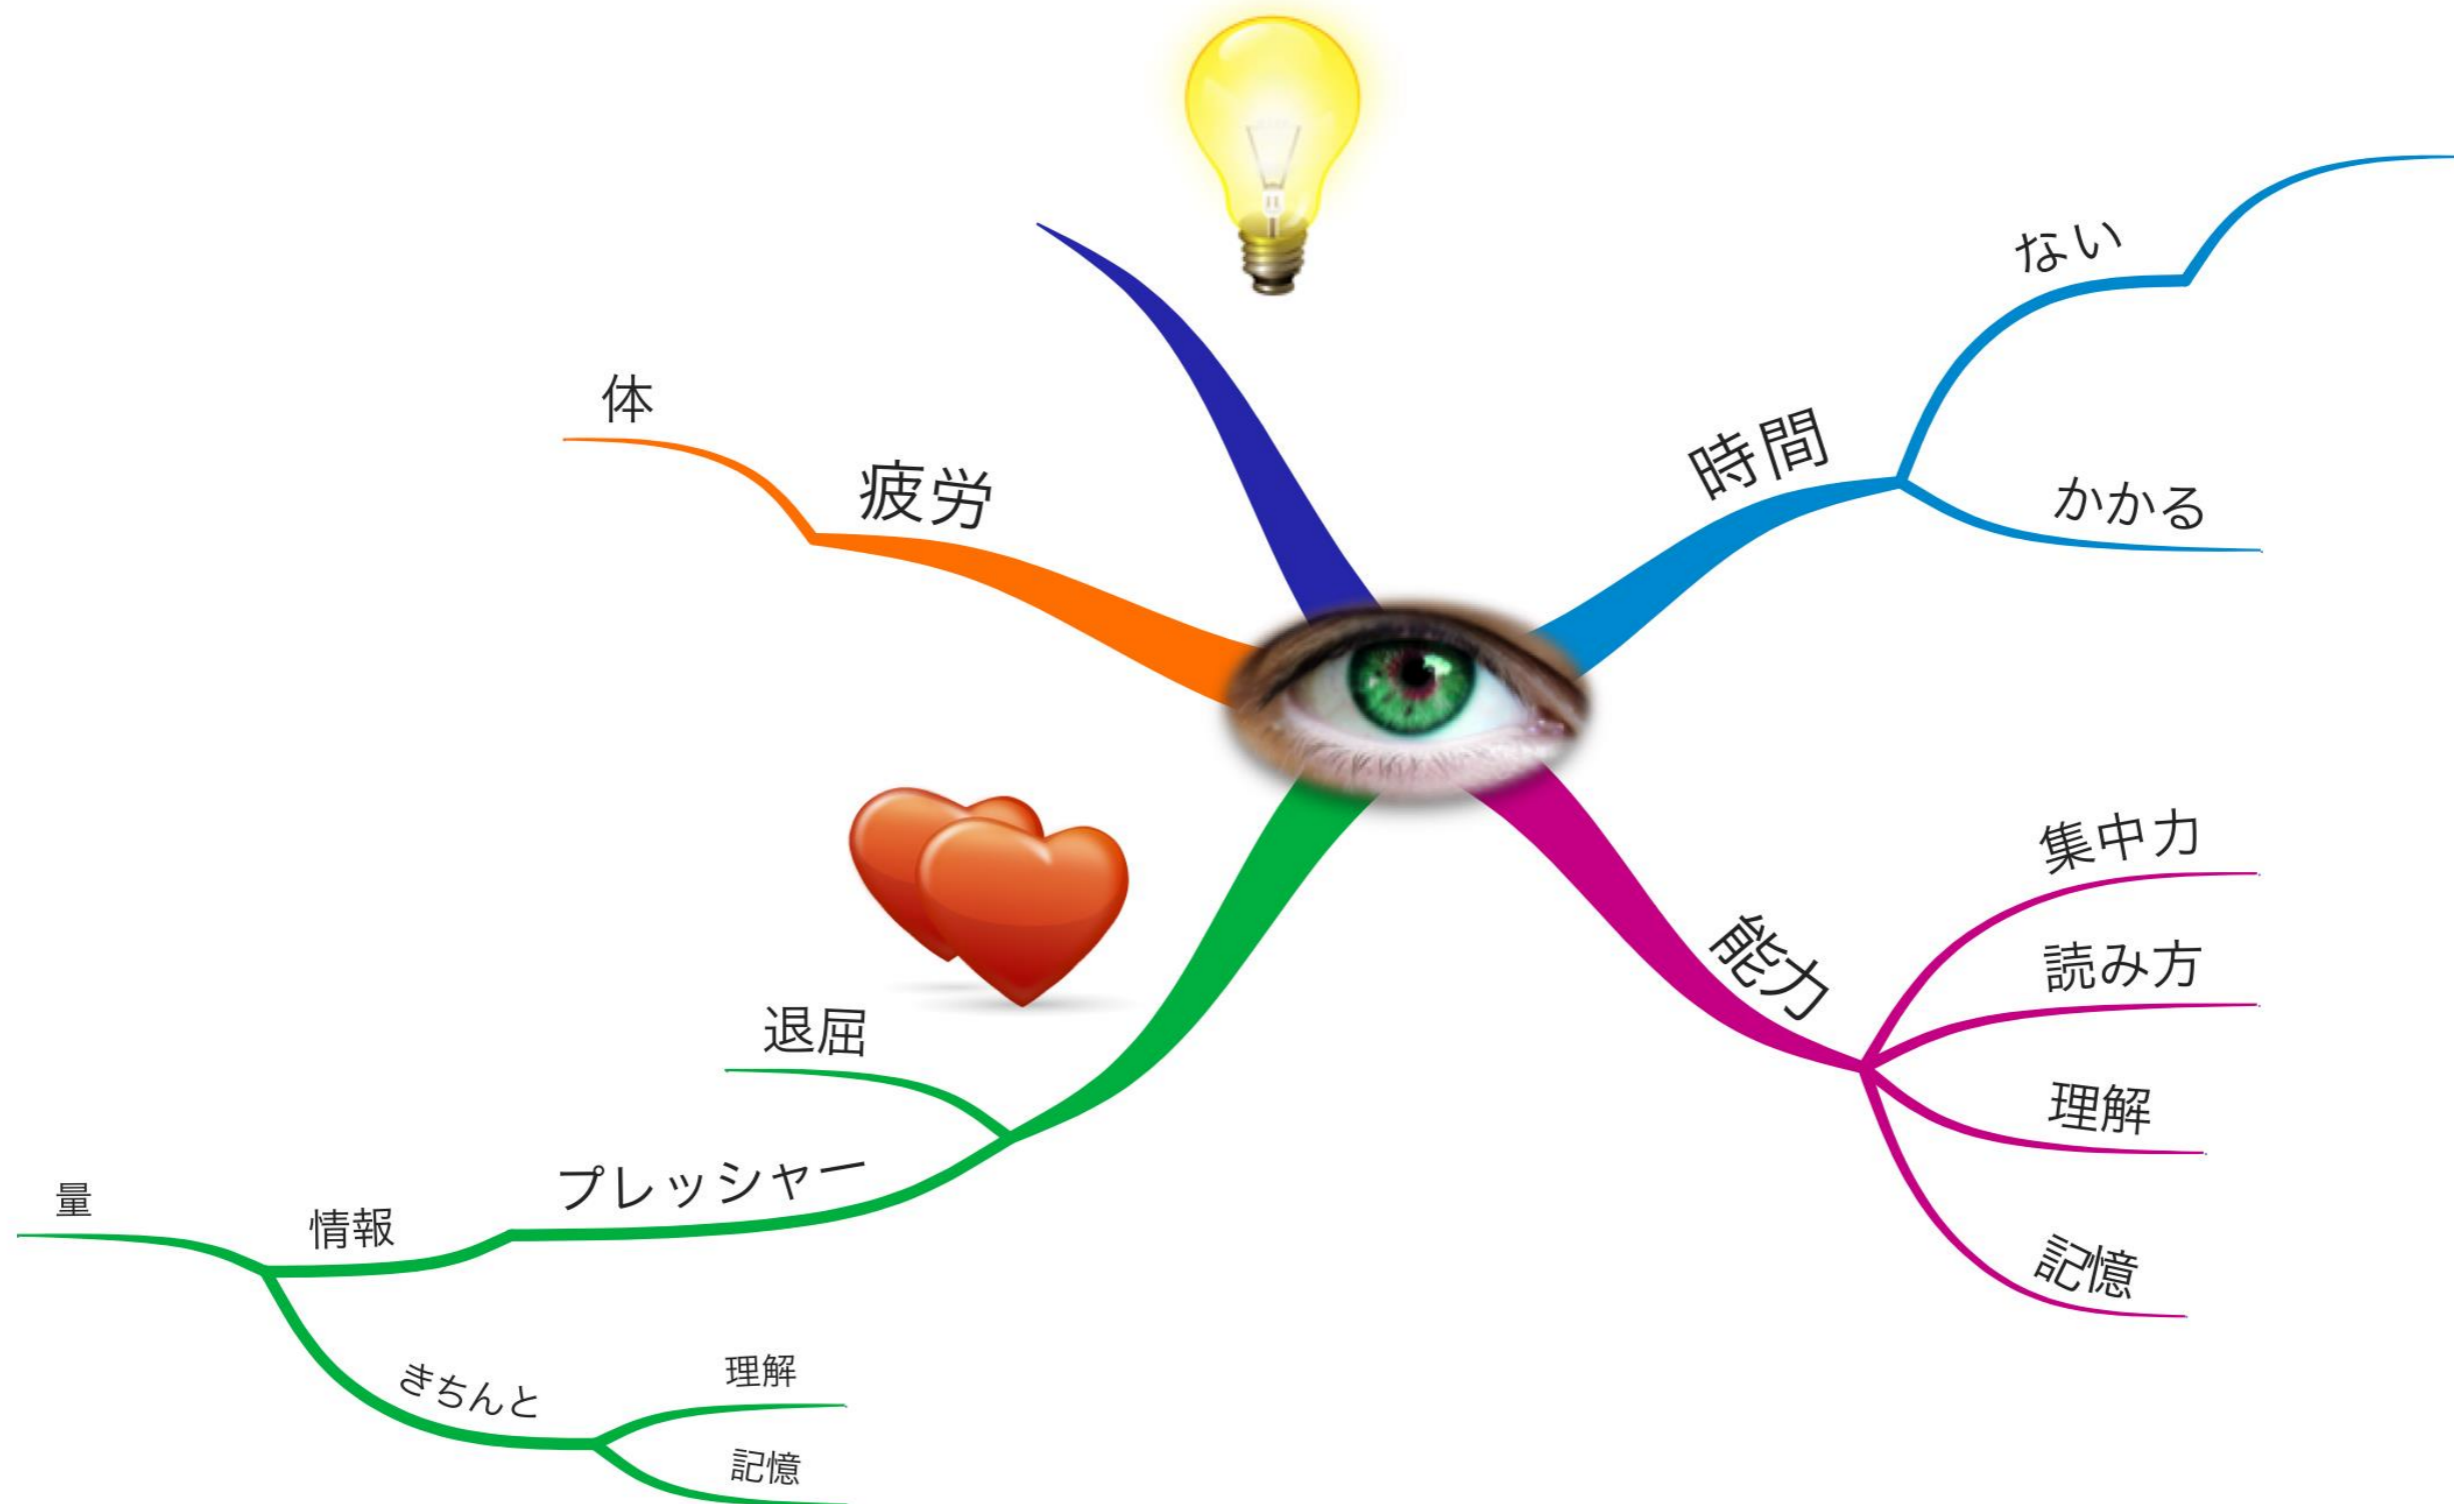 時間
ない
かかる
能力
集中力
読み方
理解
記憶
退屈
プレッシャー
情報
量
きちんと
理解
記憶
疲労
体